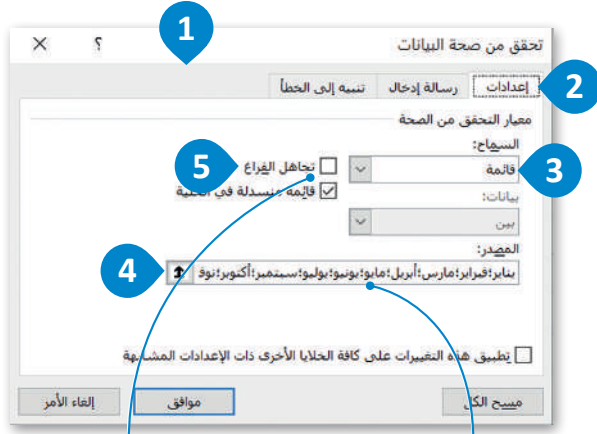 1
تحقق من صحة البيانات
؟
إعدادات
رسالة إدخال
تنبيه إلى الخطأ
2
معيار التحقق من الصحة
السماح:
قائمة
3
تجاهل الفراغ
5
قائمة منسدلة في الخلية
بيانات:
بين
المصدر:
يناير؛فبراير؛مارس؛أبريل؛مايو؛يونيو؛يوليو؛سبتمبر؛أكتوبر؛نوف
4
تطبيق هذه التغييرات على كافة الخلايا الأخرى ذات الإعدادات المشابهة
مسح الكل
موافق
إلغاء الأمر